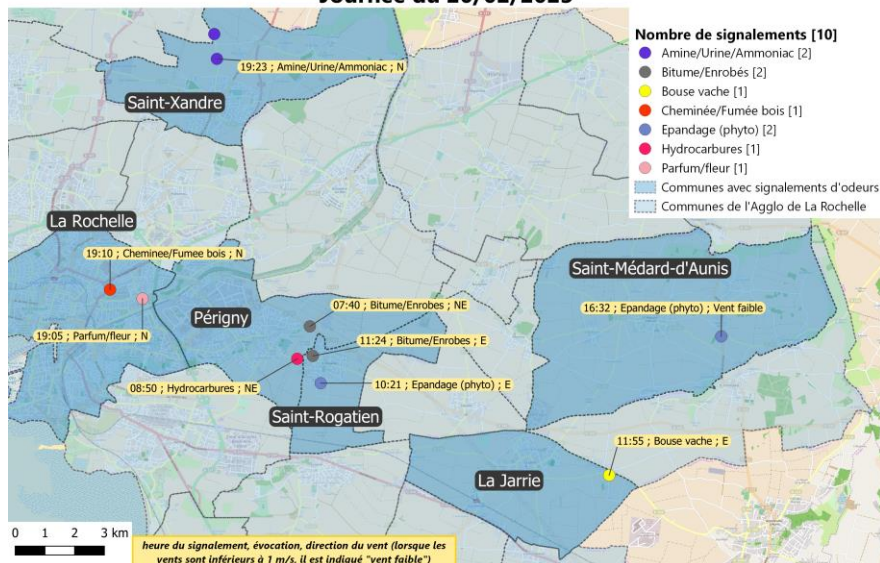 Nombre de signalements [10]
Amine/Urine/Ammoniac [2]
Bitume/Enrobés [2]
Bouse vache [1]
Cheminée/Fumée bois [1]
Epandage (phyto) [2]
Hydrocarbures [1]
Parfum/fleur [1]
Communes avec signalements d'odeurs
Communes de l'Agglo de La Rochelle
19:23 ; Amine/Urine/Ammoniac ; N
Saint-Xandre
La Rochelle
19:10 ; Cheminee/Fumee bois ; N
Saint-Médard-d'Aunis
07:40 ; Bitume/Enrobes ; NE
16:32 ; Epandage (phyto) ; Vent faible
Périgny
19:05 ; Parfum/fleur ; N
11:24 ; Bitume/Enrobes ; E
08:50 ; Hydrocarbures ; NE
10:21 ; Epandage (phyto) ; E
Saint-Rogatien
11:55 ; Bouse vache ; E
La Jarrie
0 1 2 3 km
heure du signalement, évocation, direction du vent (lorsque les
vents sont inférieurs à 1 m/s, il est indiqué "vent faible")